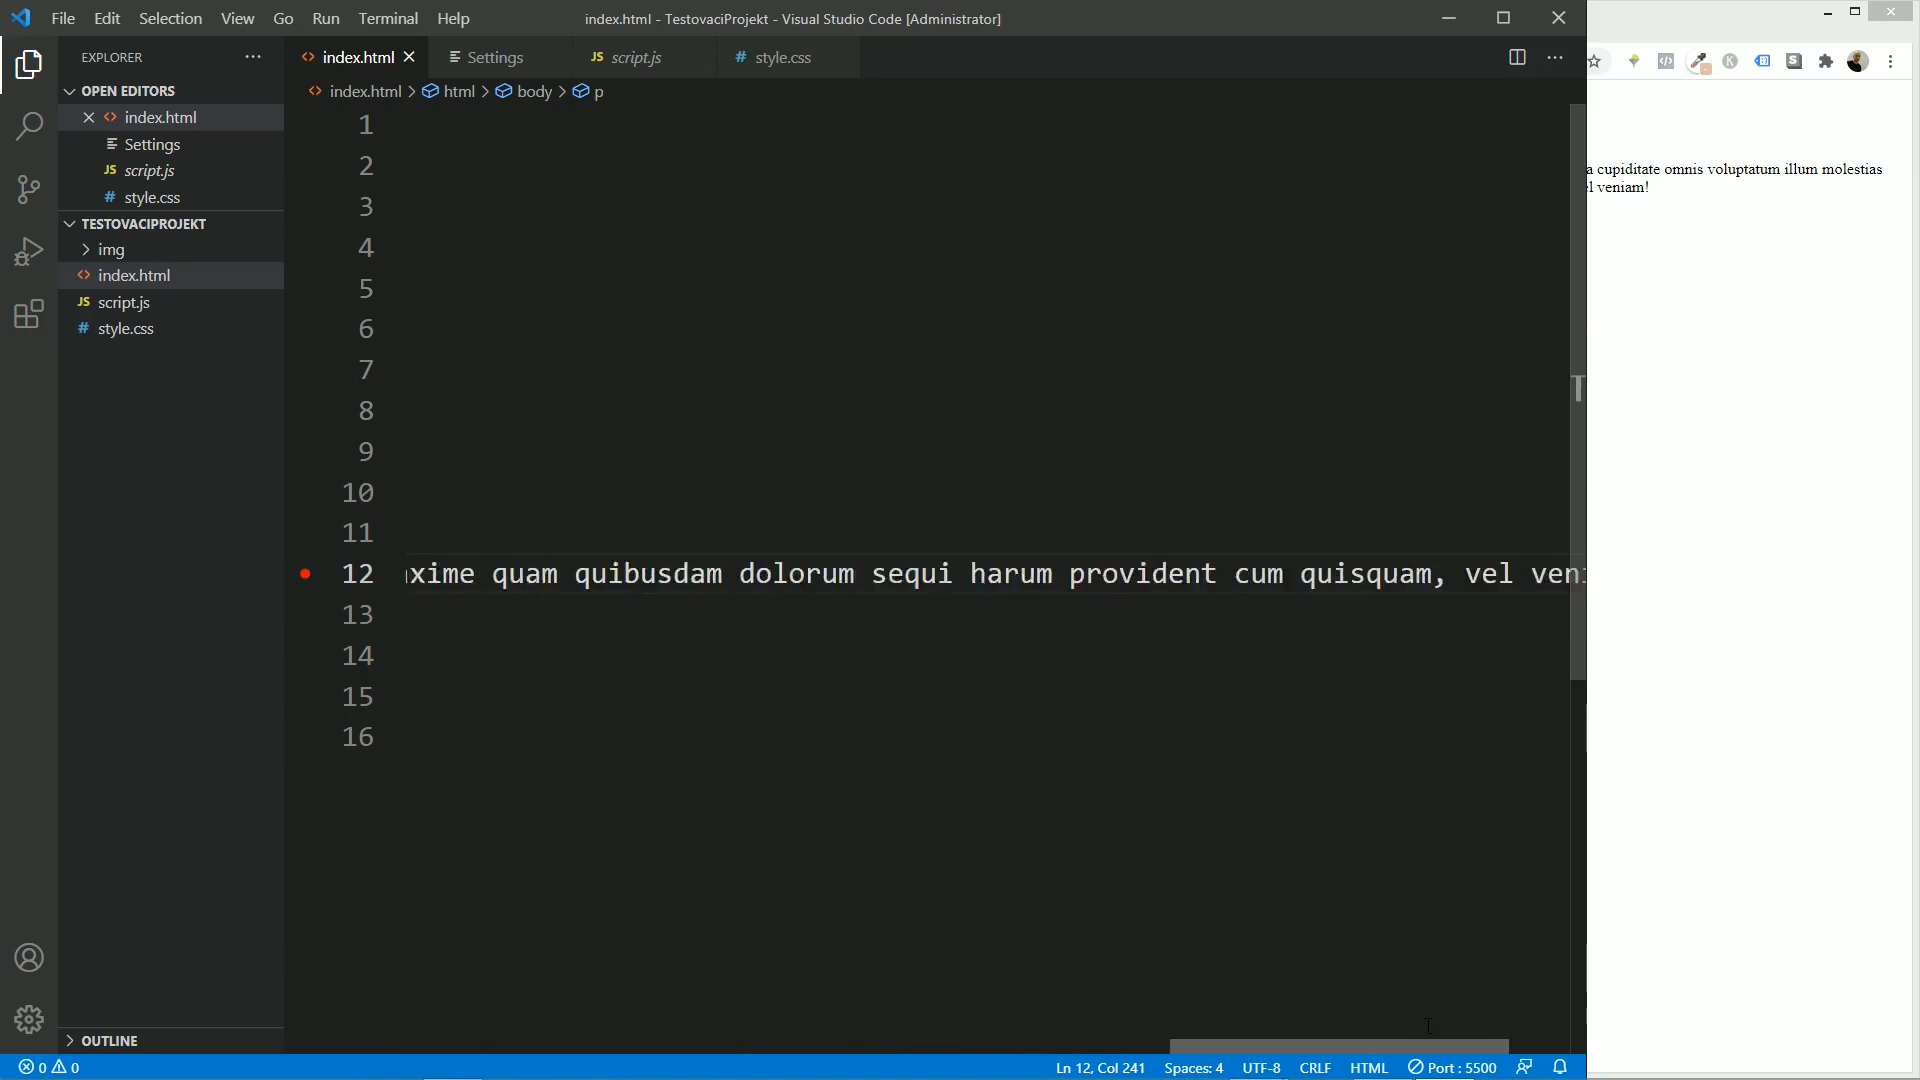 File Edit Selection View Go Run Terminal Help
index.html - TestovaciProjekt - Visual Studio Code [Administrator]
EXPLORER
index.html
Settings
JS script.js
# style.css
OPEN EDITORS
index.html
Settings
JS script.js
# style.css
TESTOVACIPROJEKT
img
index.html
JS script.js
# style.css
OUTLINE
index.html > html > body > p
1
2
3
4
5
6
7
8
9
10
11
12 xime quam quibusdam dolorum sequi harum provident cum quisquam, vel ven
13
14
15
16
K
S
a cupiditate omnis voluptatum illum molestias
el veniam!
0 0
Ln 12, Col 241 Spaces: 4 UTF-8 CRLF HTML Port : 5500